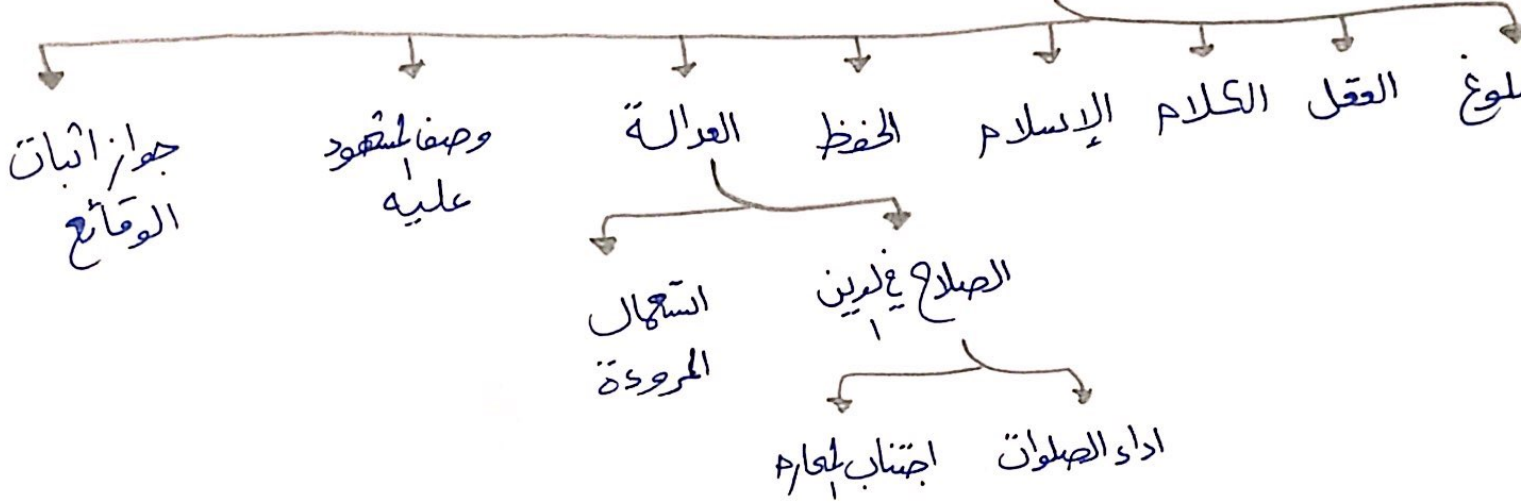 لوغ
العقل
الكلام
الإسلام
الحفظ
العدالة
وصف المشهود
عليه
جواز اثبات
الوقائع
الصلاح في الدين
استعمال
المروءة
اداء الصلوات
اجتناب المحارم